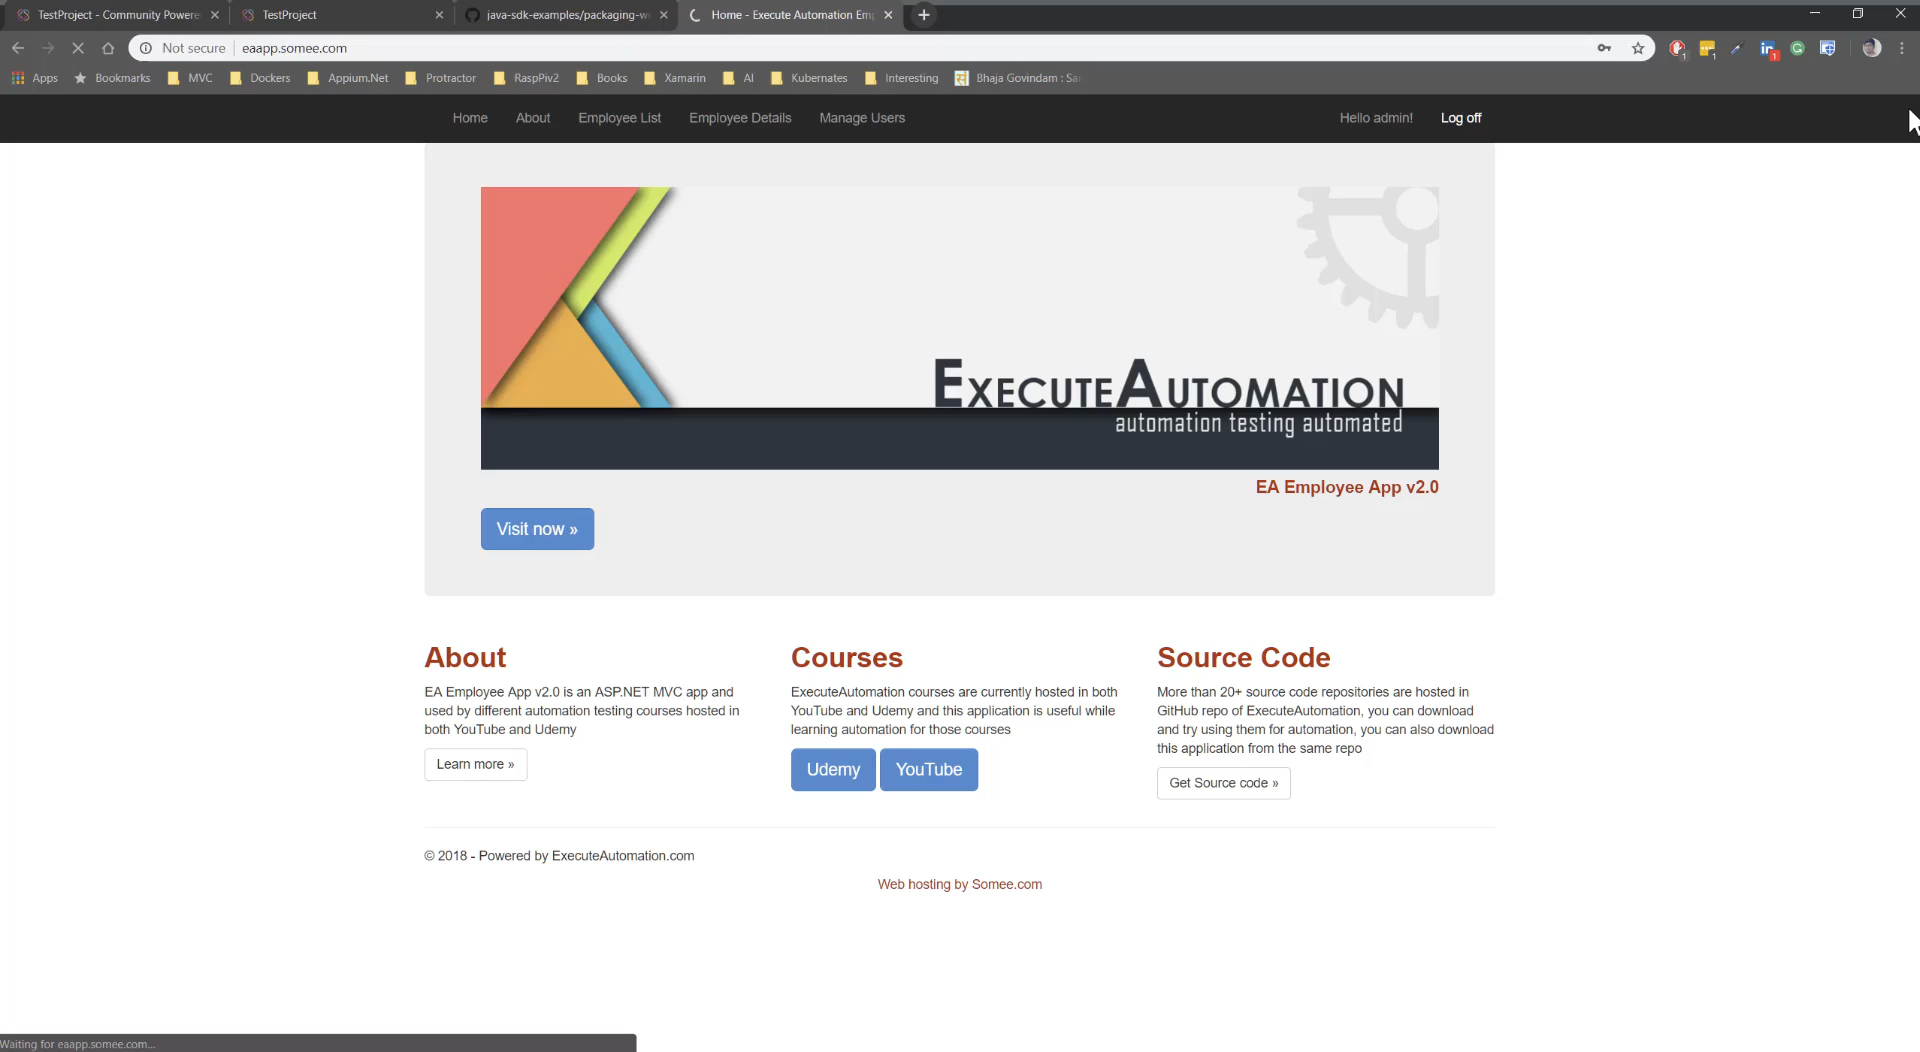 TestProject - Community Powere
TestProject
java-sdk-examples/packaging-w
Home - Execute Automation Em
Not secure
eaapp.somee.com
1
1
in
1
Apps
Bookmarks
MVC
Dockers
Appium.Net
Protractor
RaspPiv2
Books
Xamarin
AI
Kubernates
Interesting
Bhaja Govindam : Sa
Home
About
Employee List
Employee Details
Manage Users
Hello admin!
Log off
EXECUTEAUTOMATION
automation testing automated
EA Employee App v2.0
Visit now »
About
EA Employee App v2.0 is an ASP.NET MVC app and
used by different automation testing courses hosted in
both YouTube and Udemy
Learn more »
Courses
ExecuteAutomation courses are currently hosted in both
YouTube and Udemy and this application is useful while
learning automation for those courses
Udemy
YouTube
Source Code
More than 20+ source code repositories are hosted in
GitHub repo of ExecuteAutomation, you can download
and try using them for automation, you can also download
this application from the same repo
Get Source code »
© 2018 - Powered by ExecuteAutomation.com
Web hosting by Somee.com
Waiting for eaapp.somee.com...